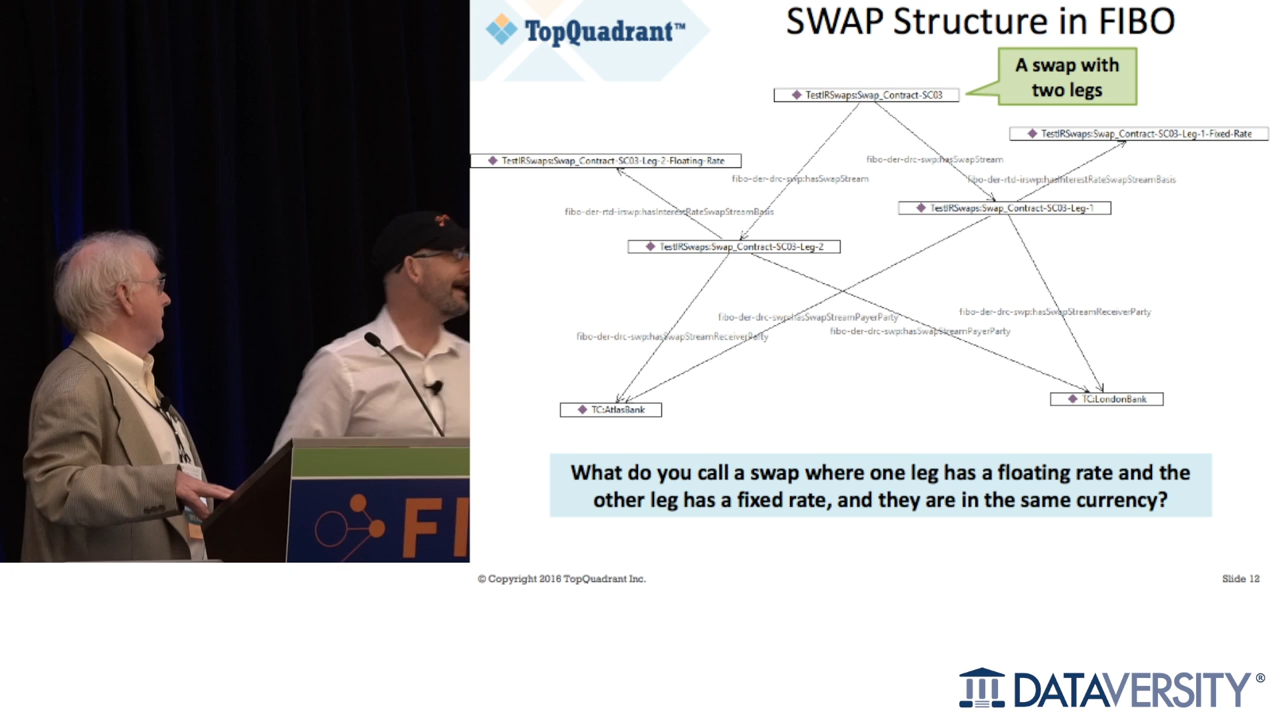 TopQuadrant™
SWAP Structure in FIBO
A swap with
two legs
TestIRSwaps:Swap_Contract-SC03
TestIRSwaps:Swap_Contract-SC03-Leg-1-Fixed-Rate
TestIRSwaps:Swap_Contract-SC03-Leg-2-Floating-Rate
fibo-der-drc-swp:hasSwapStream
fibo-der-drc-swp:hasSwapStream
fibo-der-rtd-irswp:hasInterestRateSwapStreamBasis
TestIRSwaps:Swap_Contract-SC03-Leg-1
fibo-der-rtd-irswp:hasInterestRateSwapStreamBasis
TestIRSwaps:Swap_Contract-SC03-Leg-2
fibo-der-drc-swp:hasSwapStreamReceiverParty
fibo-der-drc-swp:hasSwapStreamPayerParty
fibo-der-drc-swp:hasSwapStreamPayerParty
fibo-der-drc-swp:hasSwapStreamReceiverParty
TC:LondonBank
TC:AtlasBank
What do you call a swap where one leg has a floating rate and the
other leg has a fixed rate, and they are in the same currency?
FI
© Copyright 2016 TopQuadrant Inc.
Slide 12
DATAVERSITY®